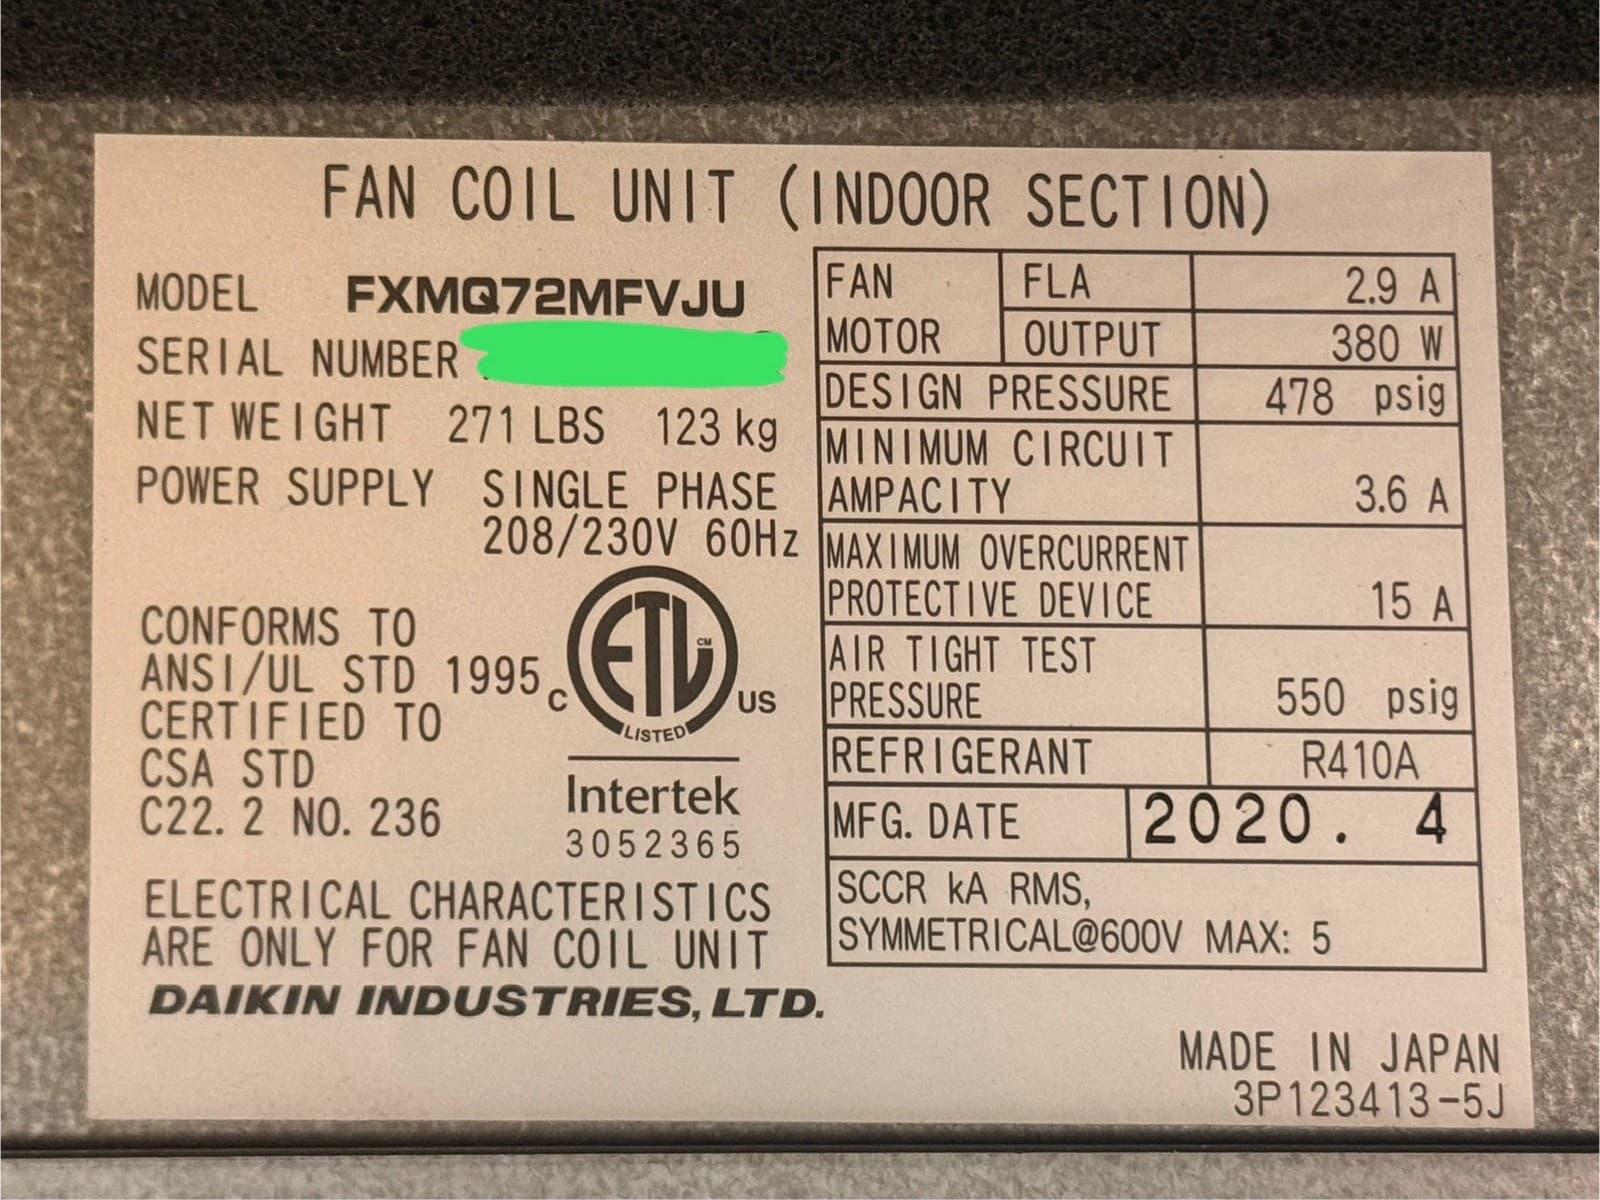 FAN COIL UNIT (INDOOR SECTION)
MODEL FXMQ72MFVJU
SERIAL NUMBER
NET WEIGHT 271 LBS 123 kg
POWER SUPPLY SINGLE PHASE
208/230V 60Hz
CONFORMS TO
ANSI/UL STD 1995
CERTIFIED TO
CSA STD
C22. 2 NO. 236
C ETL CM US
LISTED
Intertek
3052365
ELECTRICAL CHARACTERISTICS
ARE ONLY FOR FAN COIL UNIT
DAIKIN INDUSTRIES, LTD.
FAN MOTOR FLA 2.9 A
OUTPUT 380 W
DESIGN PRESSURE 478 psig
MINIMUM CIRCUIT
AMPACITY 3.6 A
MAXIMUM OVERCURRENT
PROTECTIVE DEVICE 15 A
AIR TIGHT TEST
PRESSURE 550 psig
REFRIGERANT R410A
MFG. DATE 2020. 4
SCCR kA RMS,
SYMMETRICAL@600V MAX: 5
MADE IN JAPAN
3P123413-5J